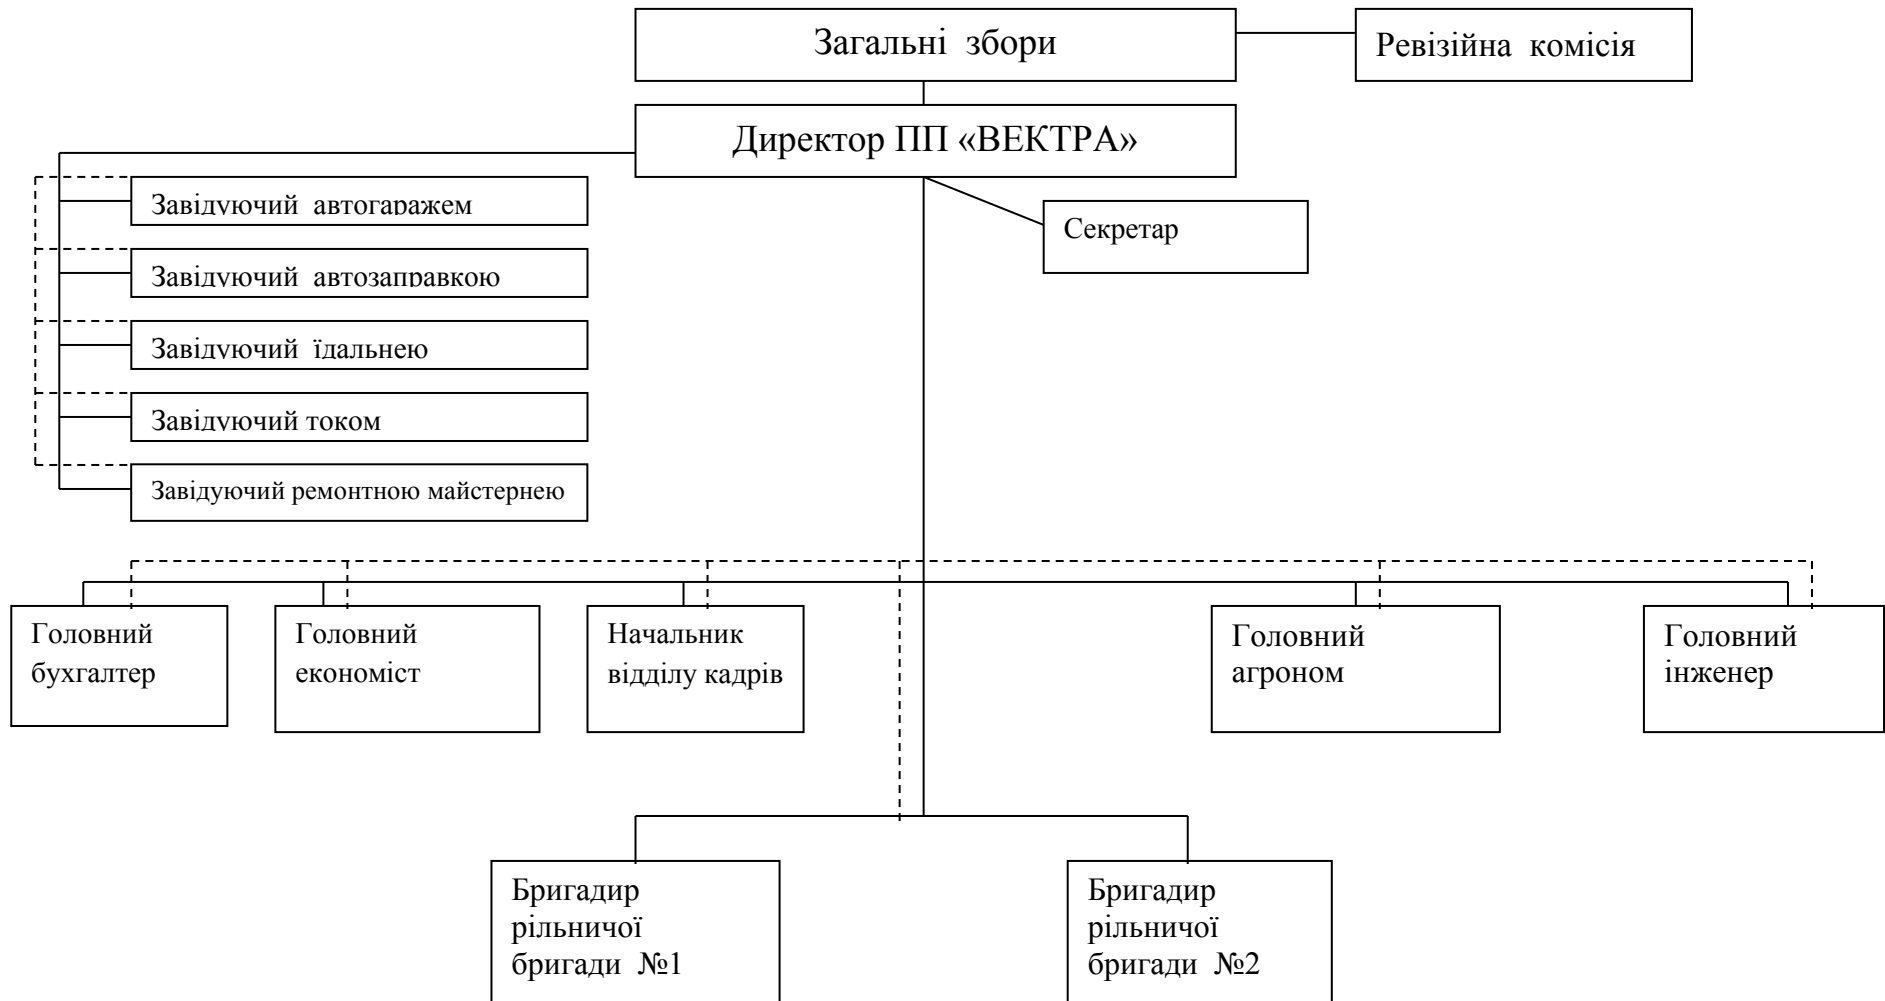 Загальні збори
Ревізійна комісія
Директор ПП «ВЕКТРА»
Завідуючий автогаражем
Секретар
Завідуючий автозаправкою
Завідуючий їдальнею
Завідуючий током
Завідуючий ремонтною майстернею
Головний
бухгалтер
Головний
економіст
Начальник
відділу кадрів
Головний
агроном
Головний
інженер
Бригадир
рільничої
бригади №1
Бригадир
рільничої
бригади №2